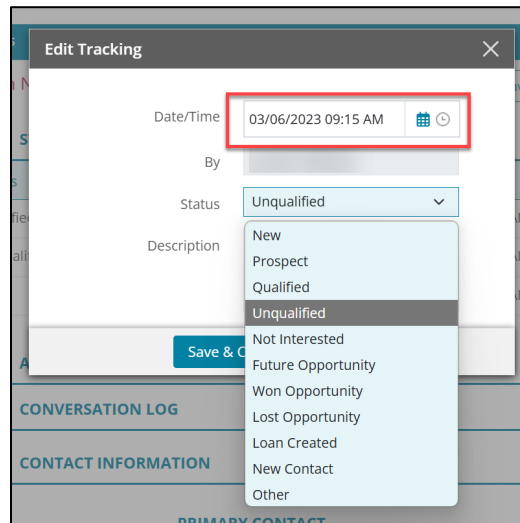 Edit Tracking
Date/Time
03/06/2023 09:15 AM
By
Status
Unqualified
Description
New
Prospect
Qualified
Unqualified
Not Interested
Future Opportunity
Won Opportunity
Lost Opportunity
Loan Created
New Contact
Other
Save &
CONVERSATION LOG
CONTACT INFORMATION
PRIMARY CONTACT